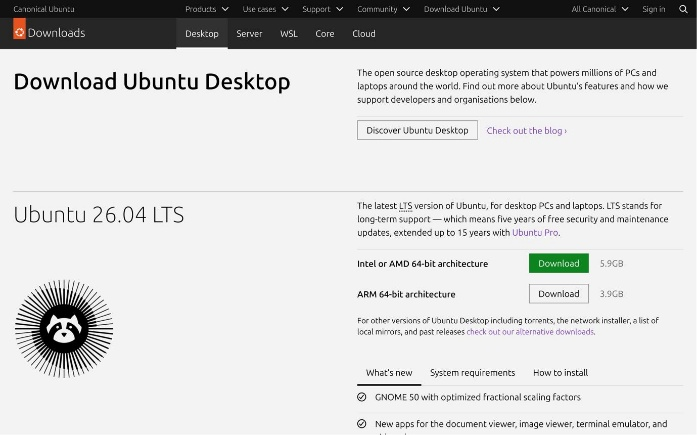 Canonical Ubuntu
Products
Use cases
Support
Community
Download Ubuntu
All Canonical
Sign in
Downloads
Desktop
Server
WSL
Core
Cloud
Download Ubuntu Desktop
The open source desktop operating system that powers millions of PCs and
laptops around the world. Find out more about Ubuntu's features and how we
support developers and organisations below.
Discover Ubuntu Desktop
Check out the blog ›
Ubuntu 26.04 LTS
The latest LTS version of Ubuntu, for desktop PCs and laptops. LTS stands for
long-term support — which means five years of free security and maintenance
updates, extended up to 15 years with Ubuntu Pro.
Intel or AMD 64-bit architecture
Download
5.9GB
ARM 64-bit architecture
Download
3.9GB
For other versions of Ubuntu Desktop including torrents, the network installer, a list of
local mirrors, and past releases check out our alternative downloads.
What's new
System requirements
How to install
GNOME 50 with optimized fractional scaling factors
New apps for the document viewer, image viewer, terminal emulator, and